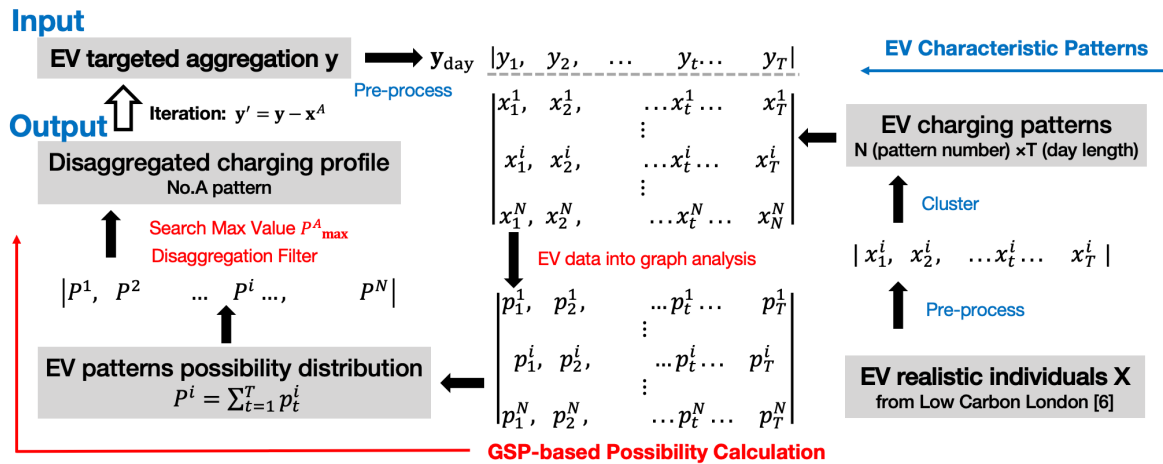 Input
EV targeted aggregation y
Pre-process
y_day
|y_1, y_2, ... y_t... y_T|
EV Characteristic Patterns
Iteration: y′ = y − x^A
Output
Disaggregated charging profile
No.A pattern
x_1^1, x_2^1, ...x_t^1... x_T^1
⋮
x_1^i, x_2^i, ...x_t^i... x_T^i
⋮
x_1^N, x_2^N, ...x_t^N... x_N^N
EV charging patterns
N (pattern number) ×T (day length)
Cluster
| x_1^i, x_2^i, ...x_t^i... x_T^i |
Pre-process
EV realistic individuals X
from Low Carbon London [6]
Search Max Value P^A_max
Disaggregation Filter
EV data into graph analysis
|P^1, P^2 ... P^i ..., P^N|
p_1^1, p_2^1, ...p_t^1... p_T^1
⋮
p_1^i, p_2^i, ...p_t^i... p_T^i
⋮
p_1^N, p_2^N, ...p_t^N... p_T^N
EV patterns possibility distribution
P^i = ∑_{t=1}^T p_t^i
GSP-based Possibility Calculation